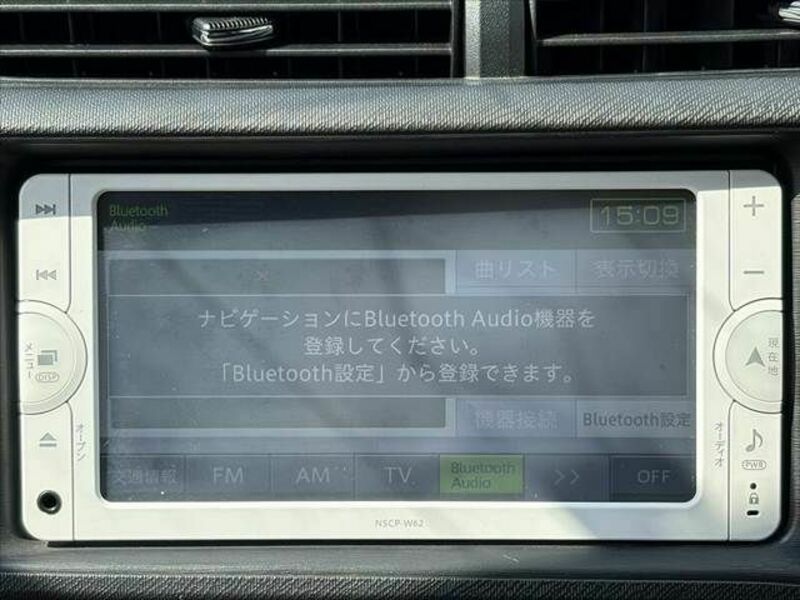 Bluetooth
Audio
15:09
曲リスト 表示切換
ナビゲーションにBluetooth Audio機器を
登録してください。
「Bluetooth設定」から登録できます。
機器接続 Bluetooth設定
交通情報 FM AM TV Bluetooth Audio >> OFF
メニュー
DISP
オープン
現在地
オーディオ
PWR
NSCP-W62